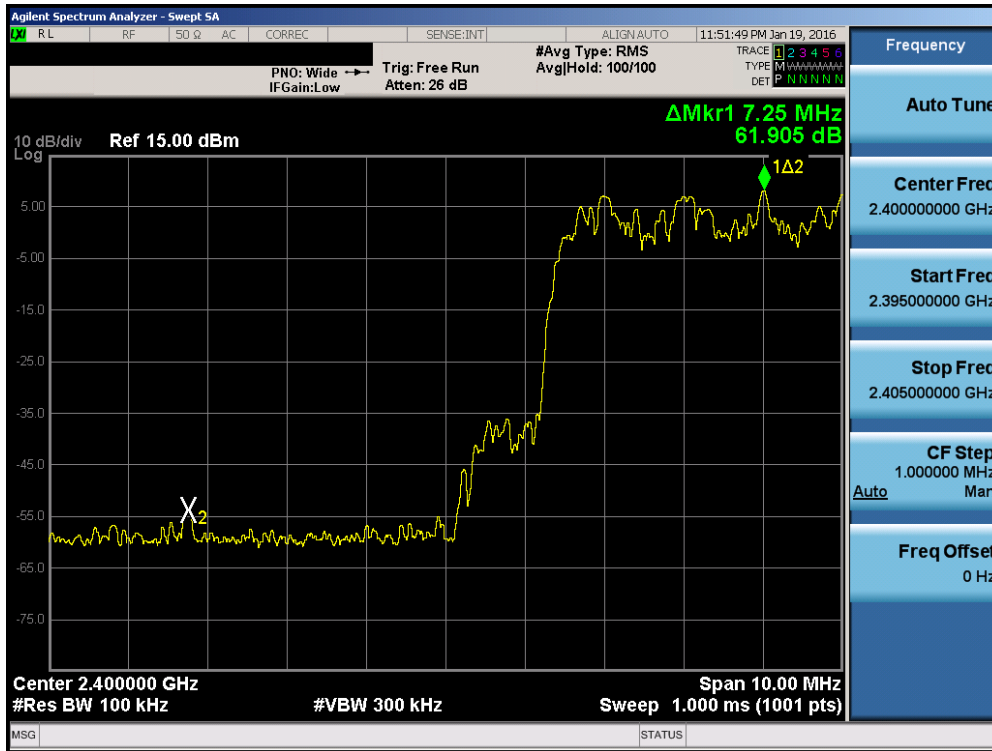 Agilent Spectrum Analyzer - Swept SA
LXI RL RF 50 Ω AC CORREC SENSE:INT ALIGN AUTO 11:51:49 PM Jan 19, 2016
#Avg Type: RMS TRACE 1 2 3 4 5 6
PNO: Wide Trig: Free Run Avg|Hold: 100/100 TYPE M WWWWW
IFGain:Low Atten: 26 dB DET P N N N N N
Frequency
ΔMkr1 7.25 MHz
10 dB/div Ref 15.00 dBm 61.905 dB
Log
1Δ2
5.00
-5.00
-15.0
-25.0
-35.0
-45.0
-55.0
X2
-65.0
-75.0
Center 2.400000 GHz Span 10.00 MHz
#Res BW 100 kHz #VBW 300 kHz Sweep 1.000 ms (1001 pts)
MSG STATUS
Auto Tune
Center Freq
2.400000000 GHz
Start Freq
2.395000000 GHz
Stop Freq
2.405000000 GHz
CF Step
1.000000 MHz
Auto Man
Freq Offset
0 Hz